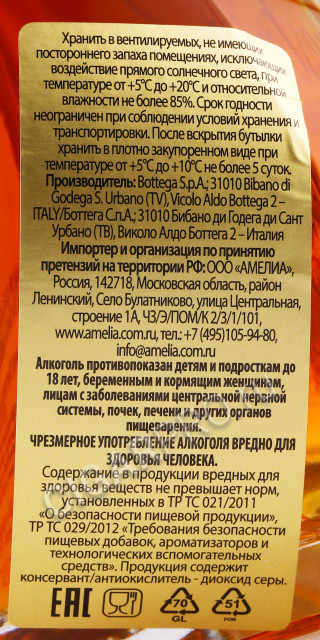 Хранить в вентилируемых, не имеющих
постороннего запаха помещениях, исключающих
воздействие прямого солнечного света, при
температуре от +5°С до +20°С и относительной
влажности не более 85%. Срок годности
неограничен при соблюдении условий хранения и
транспортировки. После вскрытия бутылки
хранить в плотно закупоренном виде при
температуре от +5°С до +10°С не более 5 суток.
Производитель: Bottega S.p.A.; 31010 Bibano di
Godega S. Urbano (TV), Vicolo Aldo Bottega 2 –
ITALY/Боттега С.п.А.; 31010 Бибано ди Годега ди Сант
Урбано (ТВ), Виколо Алдо Боттега 2 – Италия
Импортер и организация по принятию
претензий на территории РФ: ООО «АМЕЛИА»,
Россия, 142718, Московская область, район
Ленинский, Село Булатниково, улица Центральная,
строение 1А, ЧЗ/Э/ПОМ/К 2/3/1/101,
www.amelia.com.ru, тел.: +7 (495)105-94-80,
info@amelia.com.ru
Алкоголь противопоказан детям и подросткам до
18 лет, беременным и кормящим женщинам,
лицам с заболеваниями центральной нервной
системы, почек, печени и других органов
пищеварения.
ЧРЕЗМЕРНОЕ УПОТРЕБЛЕНИЕ АЛКОГОЛЯ ВРЕДНО ДЛЯ
ЗДОРОВЬЯ ЧЕЛОВЕКА.
Содержание в продукции вредных для
здоровья веществ не превышает норм,
установленных в ТР ТС 021/2011
«О безопасности пищевой продукции»,
ТР ТС 029/2012 «Требования безопасности
пищевых добавок, ароматизаторов и
технологических вспомогательных
средств». Продукция содержит
консервант/антиокислитель - диоксид серы.
EAC 70 51
GL FOR